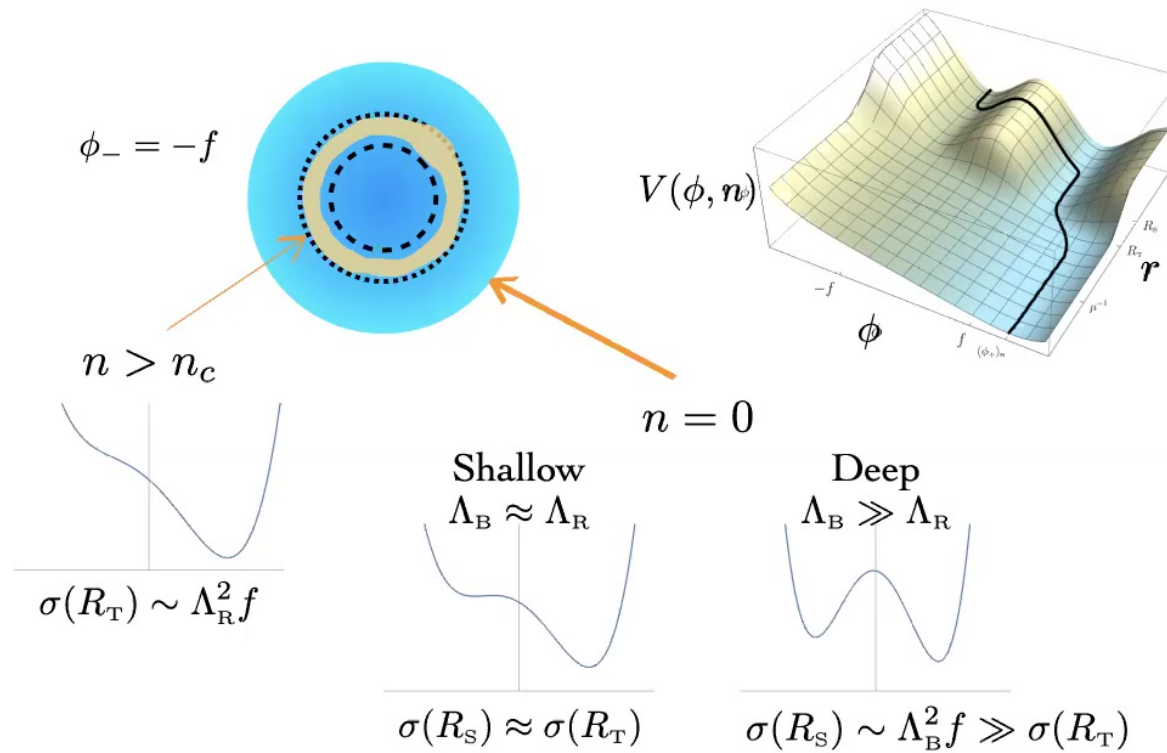 ϕ₋ = −f
V(ϕ, n)
−f
ϕ
f
(ϕ₊)ₙ
μ⁻¹
R_T
R_S
r
n > n_c
n = 0
σ(R_T) ∼ Λ_R² f
Shallow
Λ_B ≈ Λ_R
σ(R_S) ≈ σ(R_T)
Deep
Λ_B ≫ Λ_R
σ(R_S) ∼ Λ_B² f ≫ σ(R_T)